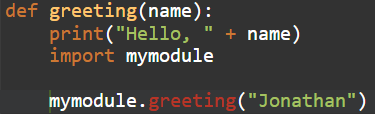 def greeting(name):
    print("Hello, " + name)
    import mymodule

    mymodule.greeting("Jonathan")